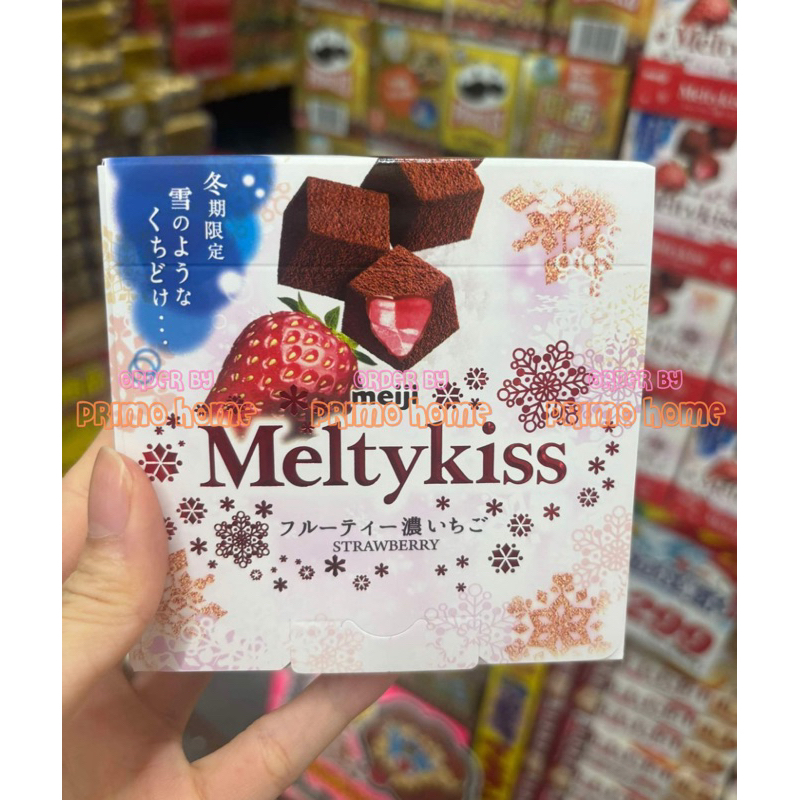 冬期限定
雪のような
くちどけ...
ORDER BY ORDER BY ORDER BY
PRIMO HOME PRIMO HOME PRIMO HOME
meiji
Meltykiss
フルーティー濃いちご
STRAWBERRY
Meltykiss
299